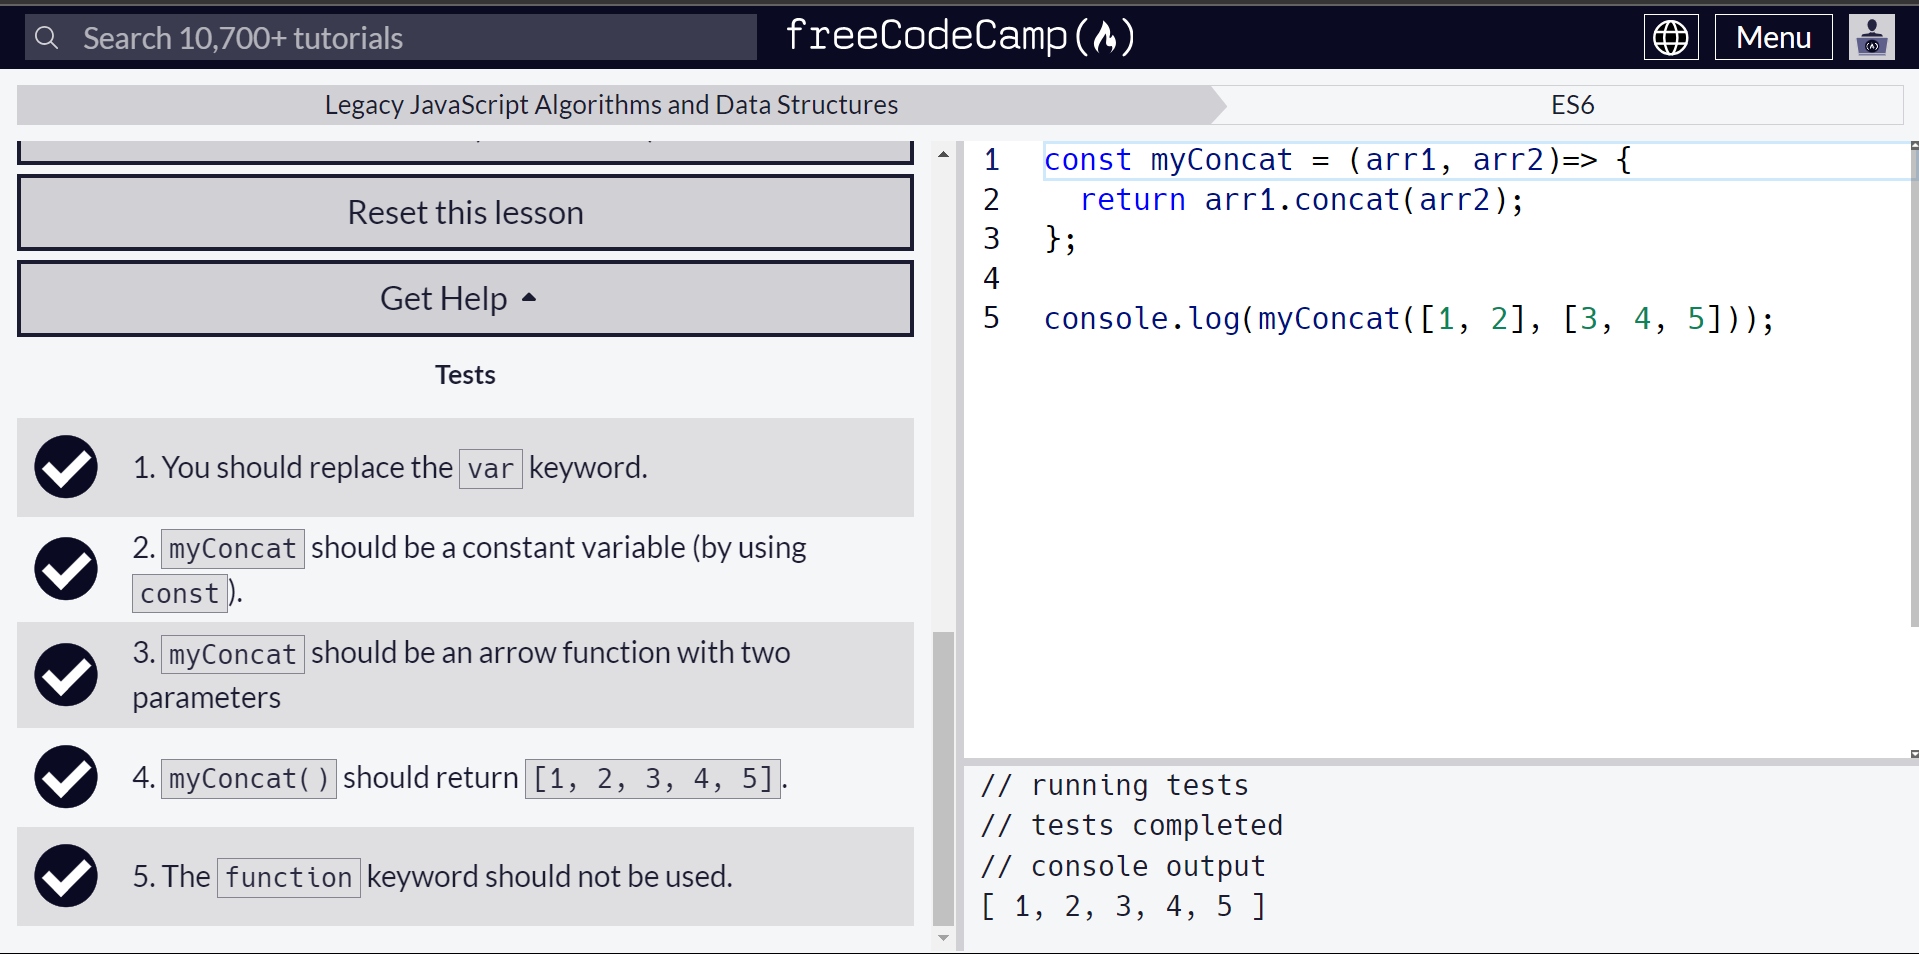 Search 10,700+ tutorials
freeCodeCamp
Menu
Legacy JavaScript Algorithms and Data Structures
ES6
Reset this lesson
Get Help
Tests
1. You should replace the var keyword.
2. myConcat should be a constant variable (by using
const).
3. myConcat should be an arrow function with two
parameters
4. myConcat() should return [1, 2, 3, 4, 5].
5. The function keyword should not be used.
1 const myConcat = (arr1, arr2)=> {
2   return arr1.concat(arr2);
3 };
4
5 console.log(myConcat([1, 2], [3, 4, 5]));
// running tests
// tests completed
// console output
[ 1, 2, 3, 4, 5 ]